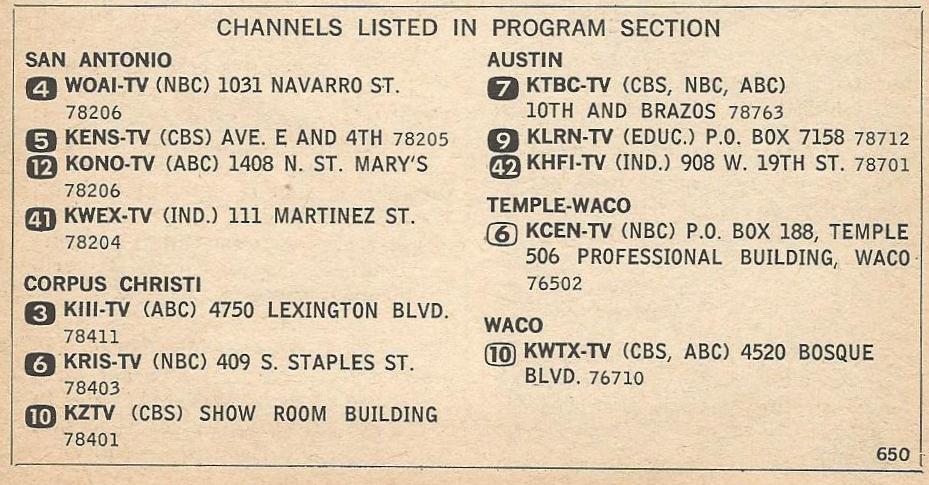 CHANNELS LISTED IN PROGRAM SECTION
SAN ANTONIO
4 WOAI-TV (NBC) 1031 NAVARRO ST.
78206
5 KENS-TV (CBS) AVE. E AND 4TH 78205
12 KONO-TV (ABC) 1408 N. ST. MARY'S
78206
41 KWEX-TV (IND.) 111 MARTINEZ ST.
78204
CORPUS CHRISTI
3 KIII-TV (ABC) 4750 LEXINGTON BLVD.
78411
6 KRIS-TV (NBC) 409 S. STAPLES ST.
78403
10 KZTV (CBS) SHOW ROOM BUILDING
78401
AUSTIN
7 KTBC-TV (CBS, NBC, ABC)
10TH AND BRAZOS 78763
9 KLRN-TV (EDUC.) P.O. BOX 7158 78712
42 KHFI-TV (IND.) 908 W. 19TH ST. 78701
TEMPLE-WACO
6 KCEN-TV (NBC) P.O. BOX 188, TEMPLE
506 PROFESSIONAL BUILDING, WACO
76502
WACO
10 KWTX-TV (CBS, ABC) 4520 BOSQUE
BLVD. 76710
650